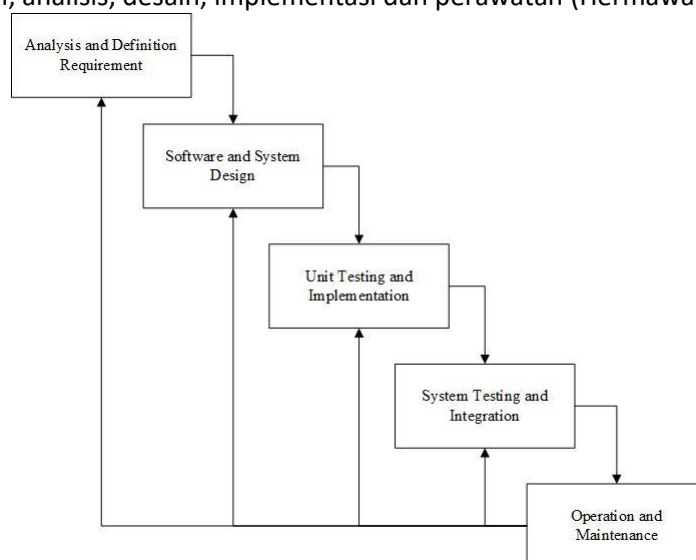 analisis, desain, implementasi dan perawatan
Analysis and Definition
Requirement
Software and System
Design
Unit Testing and
Implementation
System Testing and
Integration
Operation and
Maintenance